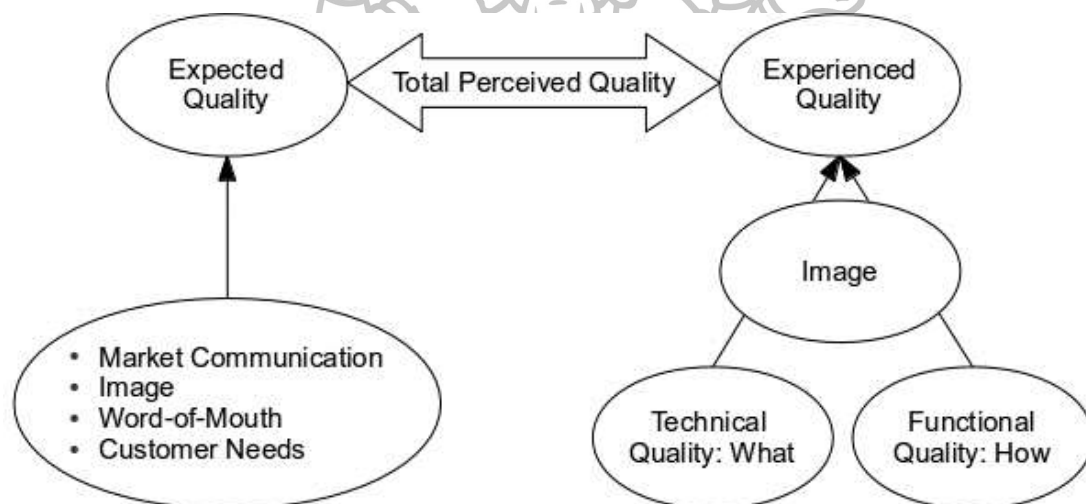 Expected
Quality
Total Perceived Quality
Experienced
Quality
Image
• Market Communication
• Image
• Word-of-Mouth
• Customer Needs
Technical
Quality: What
Functional
Quality: How